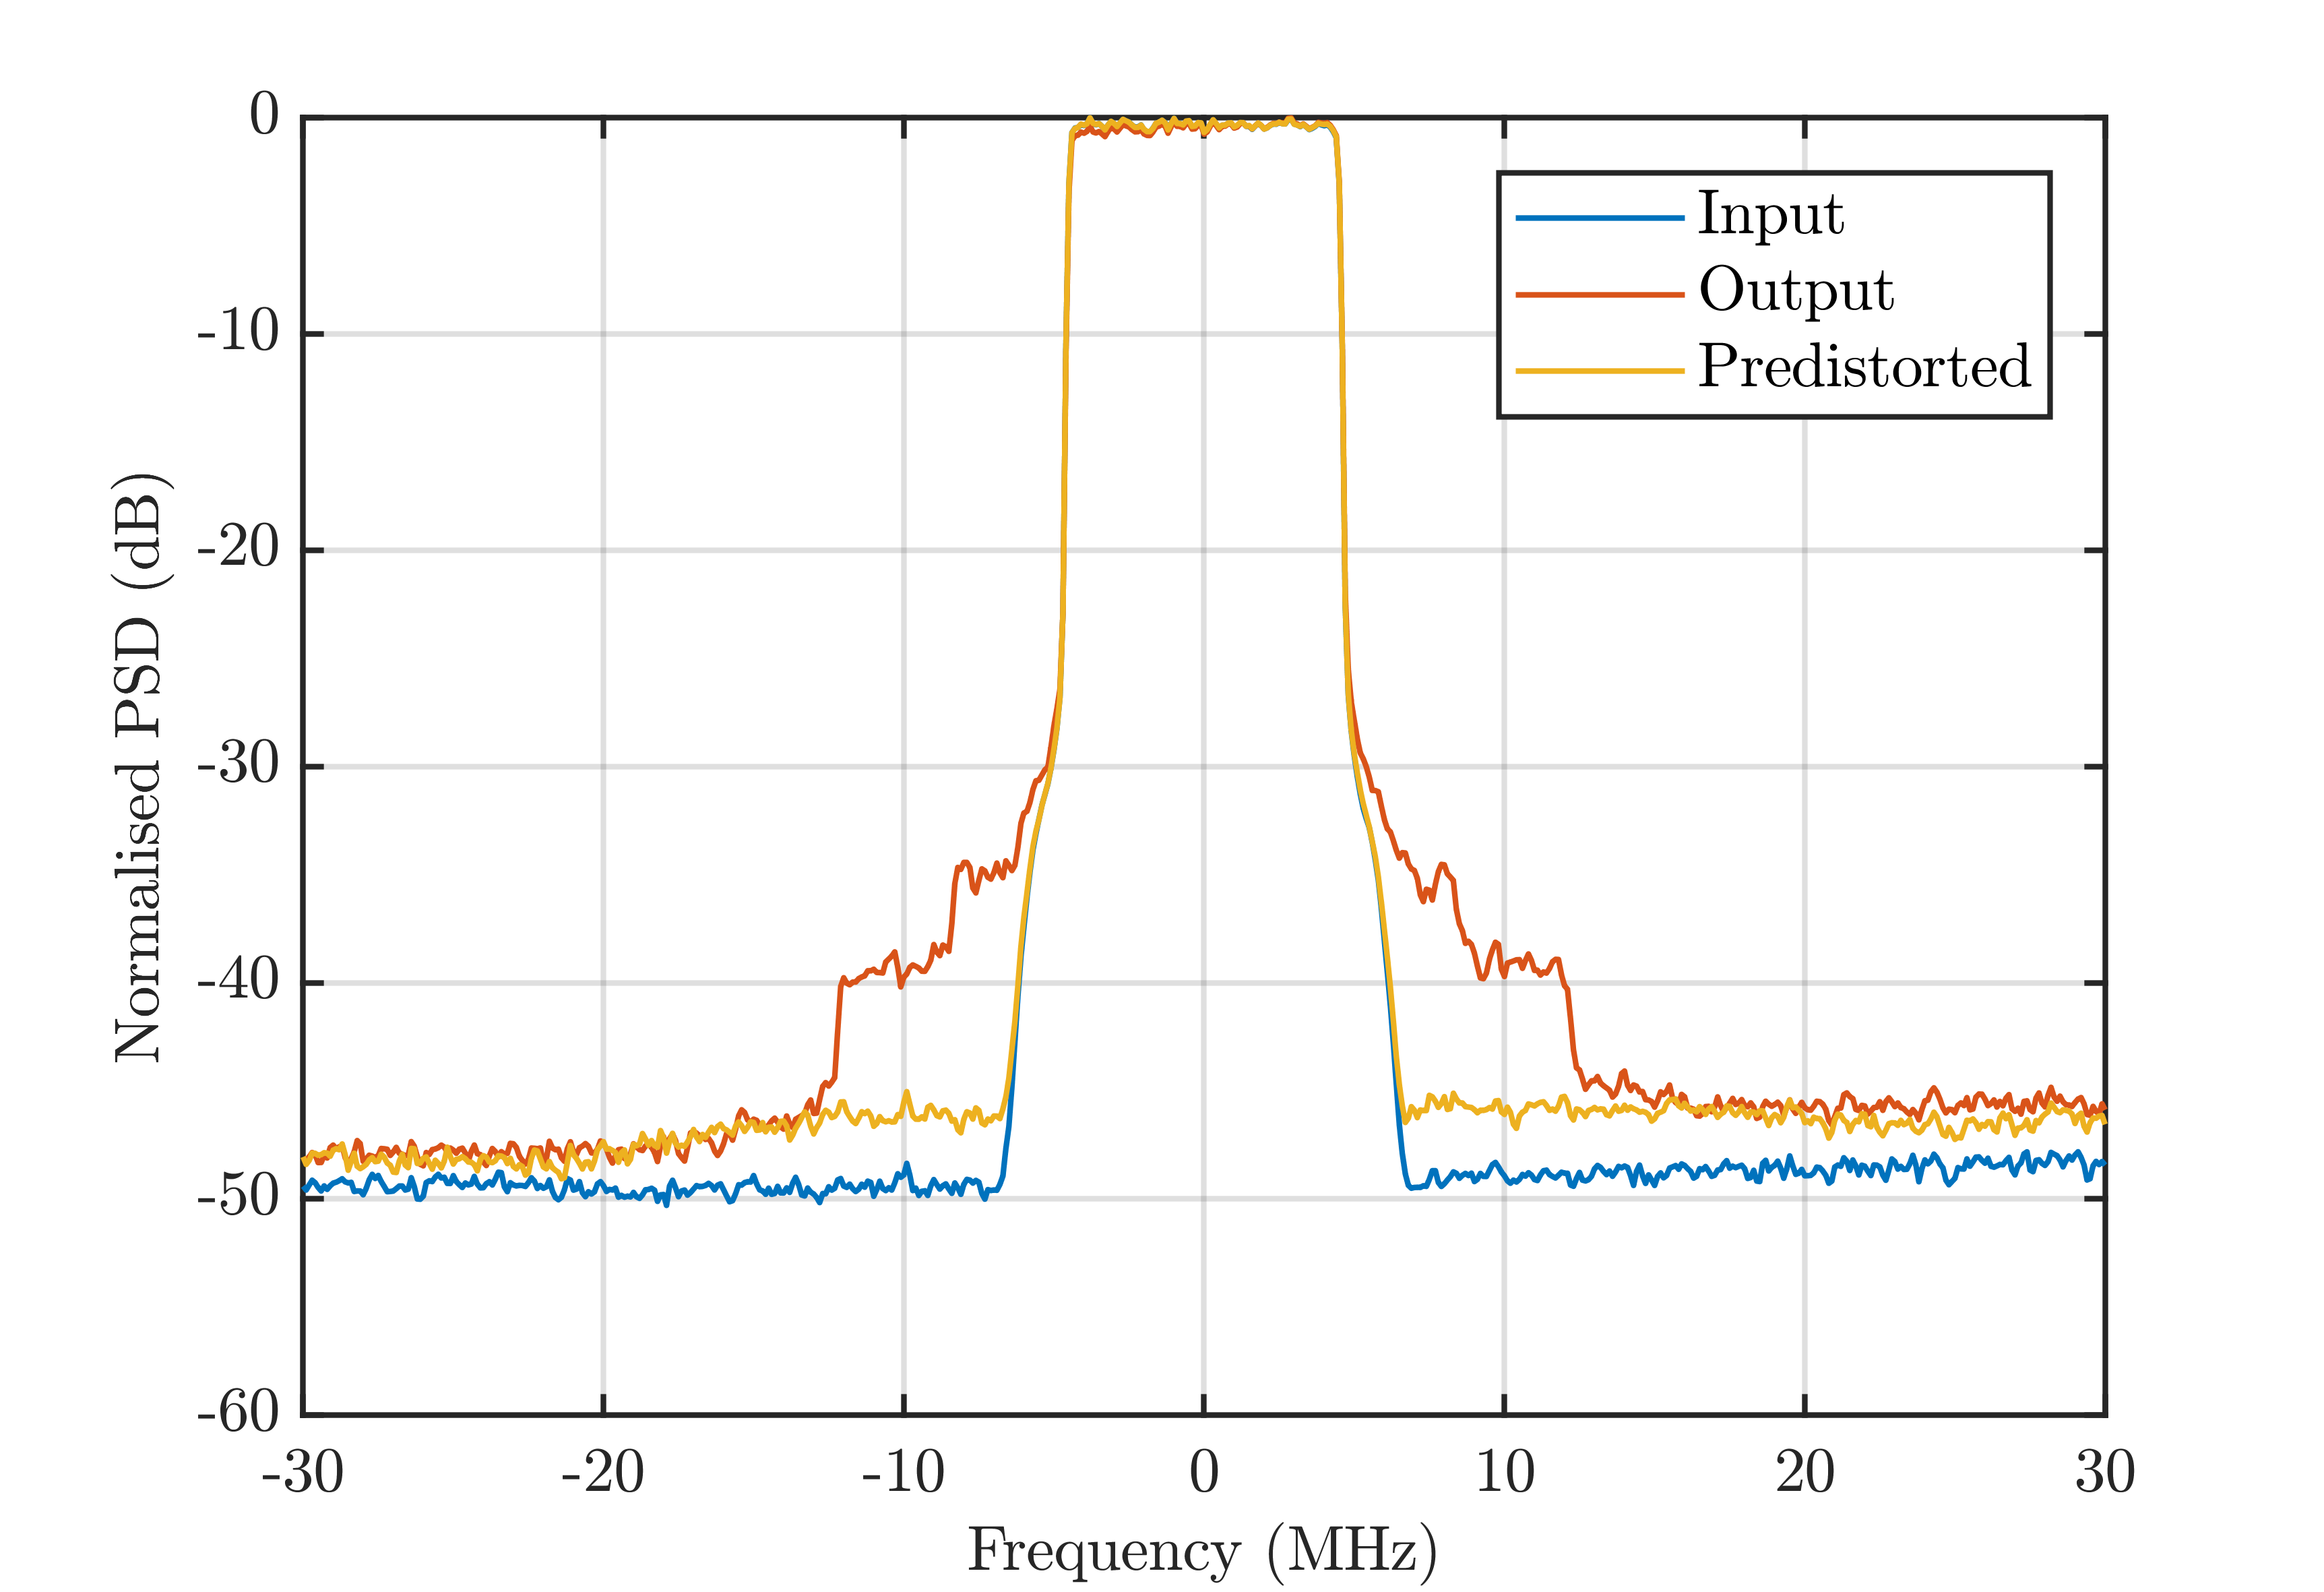 0
-10
-20
-30
-40
-50
-60
Normalised PSD (dB)
Input
Output
Predistorted
-30 -20 -10 0 10 20 30
Frequency (MHz)